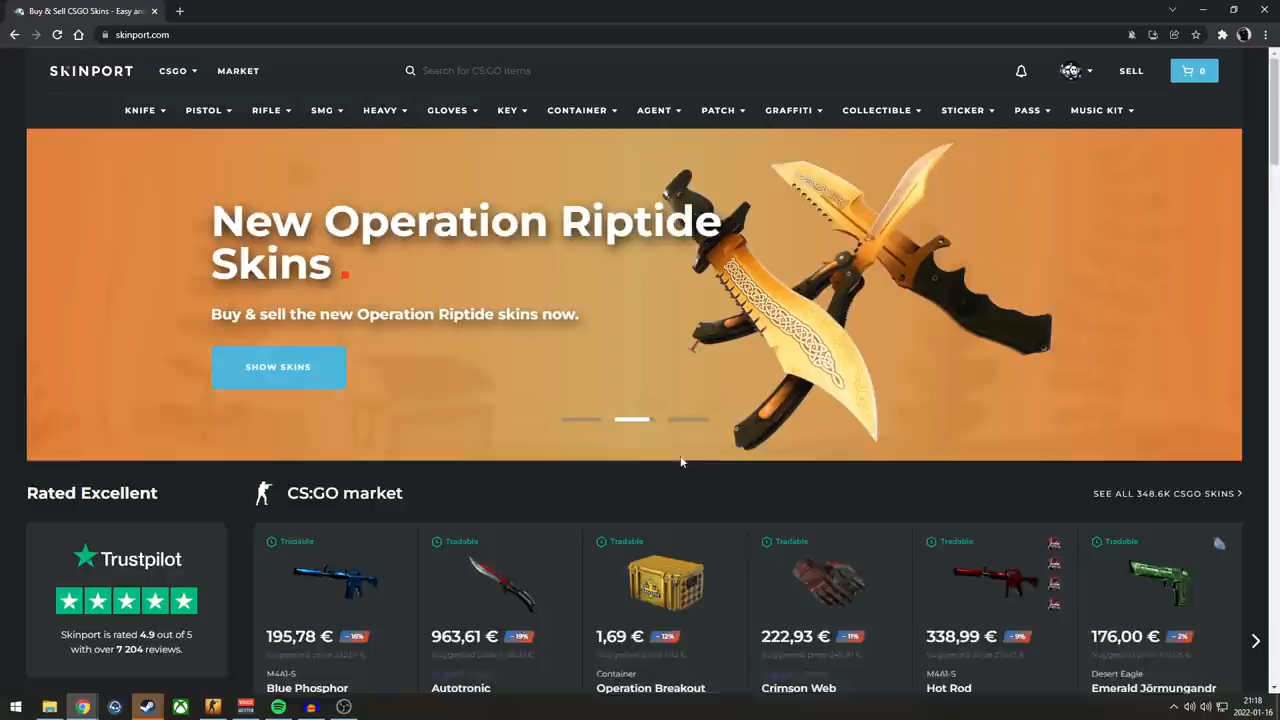 Buy & Sell CSGO Skins - Easy an
skinport.com
SKINPORT
CSGO
MARKET
Search for CS:GO Items
SELL
0
KNIFE
PISTOL
RIFLE
SMG
HEAVY
GLOVES
KEY
CONTAINER
AGENT
PATCH
GRAFFITI
COLLECTIBLE
STICKER
PASS
MUSIC KIT
New Operation Riptide
Skins
Buy & sell the new Operation Riptide skins now.
SHOW SKINS
Rated Excellent
CS:GO market
SEE ALL 348.6K CSGO SKINS
Trustpilot
Skinport is rated 4.9 out of 5
with over 7 204 reviews.
Tradable
195,78 €
- 16%
M4A1-S
Blue Phosphor
Tradable
963,61 €
- 19%
Autotronic
Tradable
1,69 €
- 12%
Container
Operation Breakout
Tradable
222,93 €
- 11%
Crimson Web
Tradable
338,99 €
- 9%
M4A1-S
Hot Rod
Tradable
176,00 €
- 2%
Desert Eagle
Emerald Jörmungandr
21:18
2022-01-16